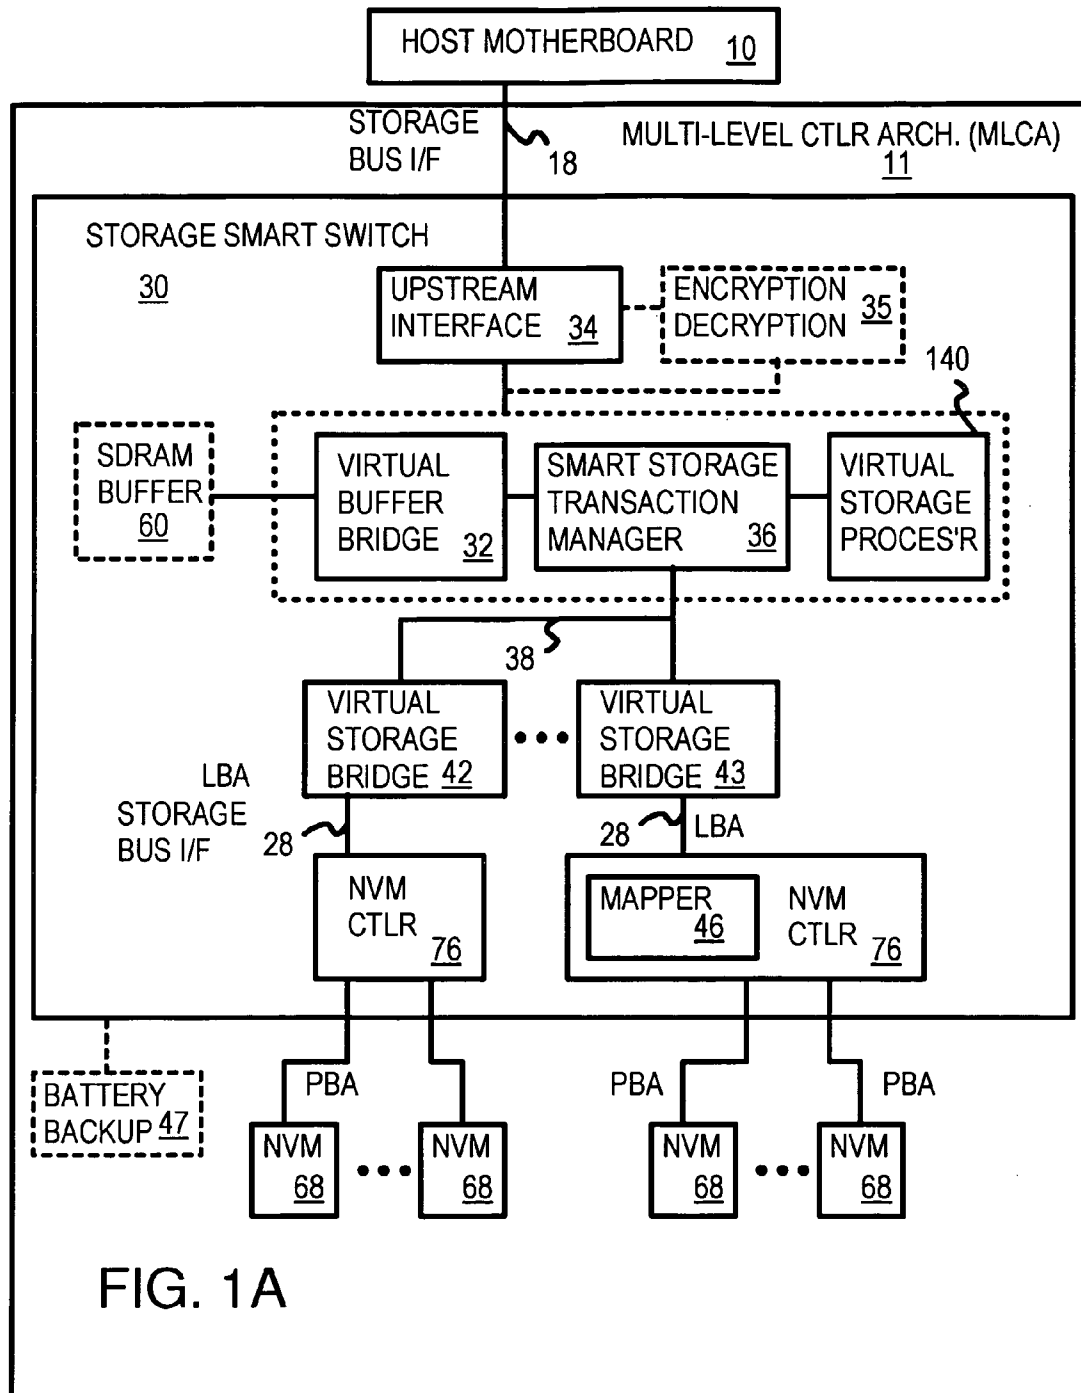 HOST MOTHERBOARD 10
STORAGE
BUS I/F
18
MULTI-LEVEL CTLR ARCH. (MLCA)
11
STORAGE SMART SWITCH
30
UPSTREAM
INTERFACE 34
ENCRYPTION
DECRYPTION 35
140
SDRAM
BUFFER
60
VIRTUAL
BUFFER
BRIDGE 32
SMART STORAGE
TRANSACTION
MANAGER 36
VIRTUAL
STORAGE
PROCES'R
38
VIRTUAL
STORAGE
BRIDGE 42
VIRTUAL
STORAGE
BRIDGE 43
LBA
STORAGE
BUS I/F
28
28
LBA
NVM
CTLR
76
MAPPER
46
NVM
CTLR
76
BATTERY
BACKUP 47
PBA
PBA
PBA
NVM
68
NVM
68
NVM
68
NVM
68
FIG. 1A